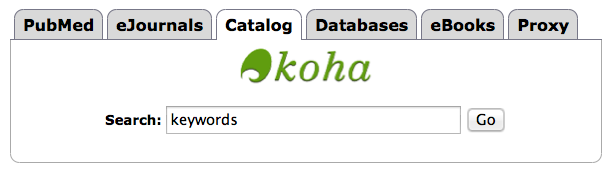 PubMed eJournals Catalog Databases eBooks Proxy
koha
Search: keywords Go